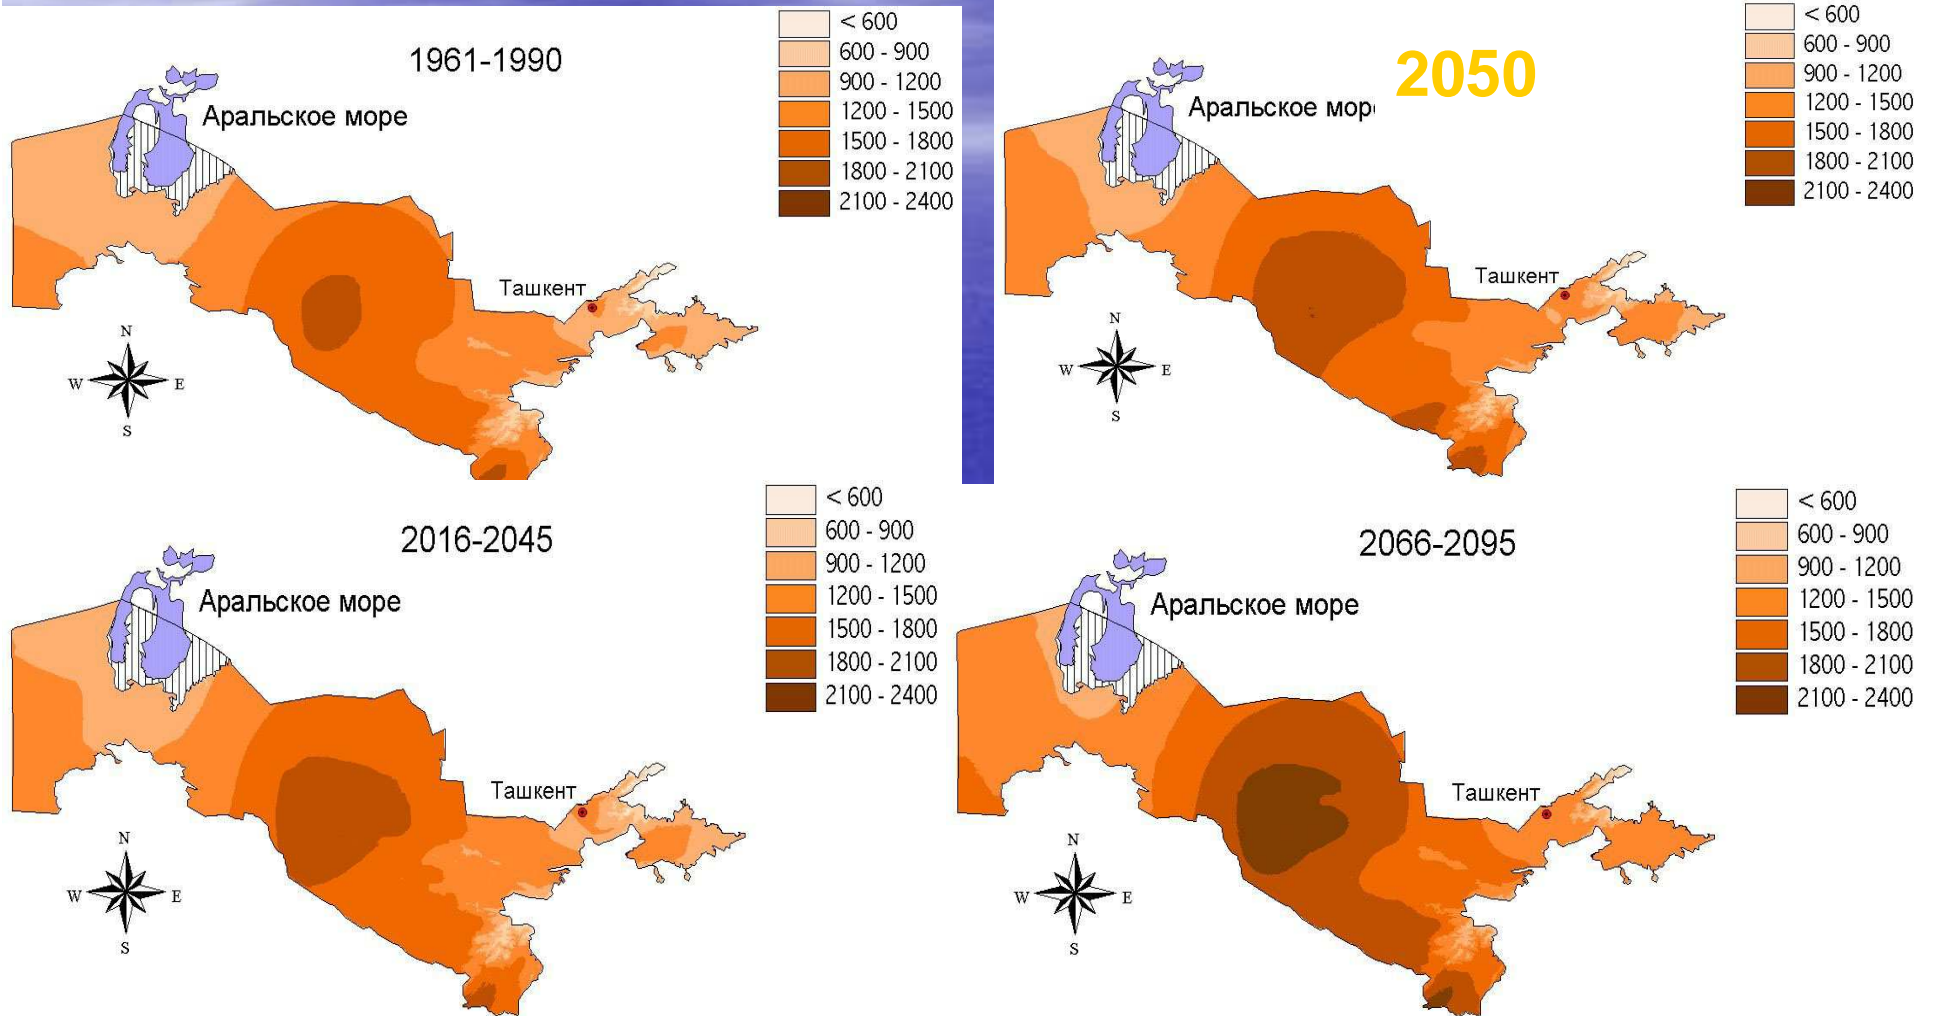 1961-1990
Аральское море
Ташкент
N
W E
S
< 600
600 - 900
900 - 1200
1200 - 1500
1500 - 1800
1800 - 2100
2100 - 2400
2050
Аральское мор
Ташкент
N
W E
S
< 600
600 - 900
900 - 1200
1200 - 1500
1500 - 1800
1800 - 2100
2100 - 2400
2016-2045
Аральское море
Ташкент
N
W E
S
< 600
600 - 900
900 - 1200
1200 - 1500
1500 - 1800
1800 - 2100
2100 - 2400
2066-2095
Аральское море
Ташкент
N
W E
S
< 600
600 - 900
900 - 1200
1200 - 1500
1500 - 1800
1800 - 2100
2100 - 2400